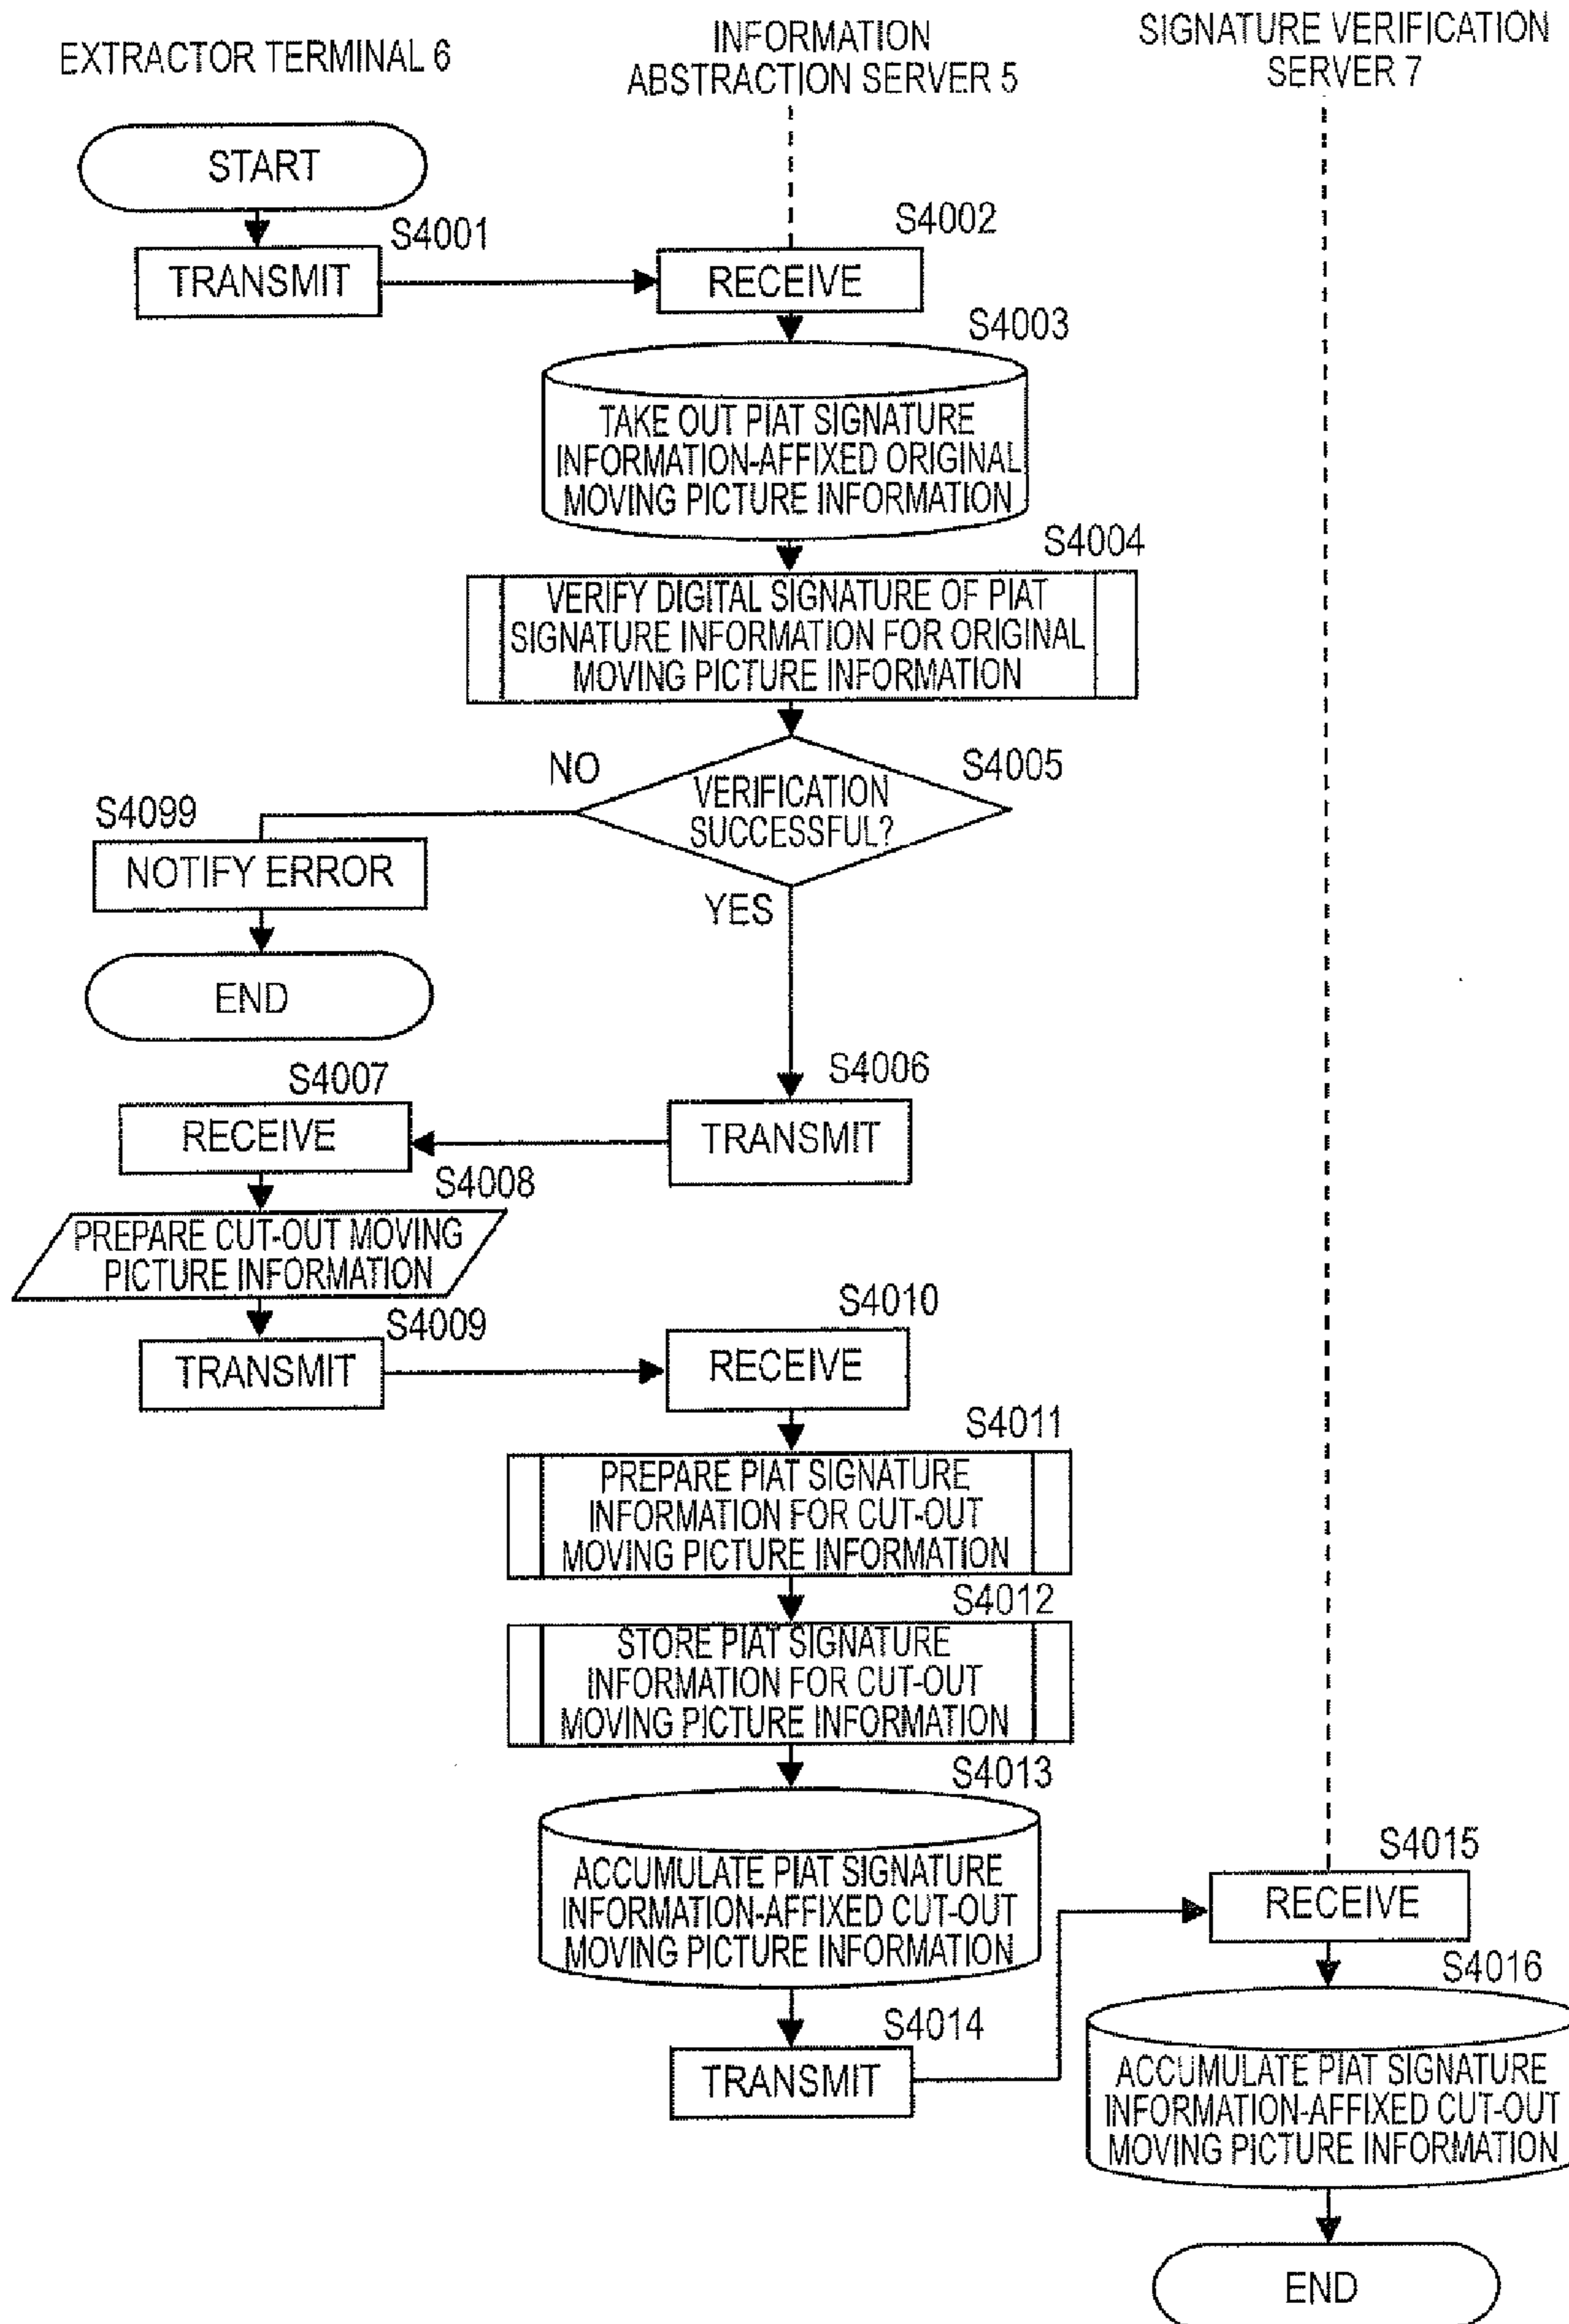 EXTRACTOR TERMINAL 6
INFORMATION
ABSTRACTION SERVER 5
SIGNATURE VERIFICATION
SERVER 7
START
S4001
TRANSMIT
S4002
RECEIVE
S4003
TAKE OUT PIAT SIGNATURE
INFORMATION-AFFIXED ORIGINAL
MOVING PICTURE INFORMATION
S4004
VERIFY DIGITAL SIGNATURE OF PIAT
SIGNATURE INFORMATION FOR ORIGINAL
MOVING PICTURE INFORMATION
S4005
VERIFICATION
SUCCESSFUL?
NO
S4099
NOTIFY ERROR
END
YES
S4006
TRANSMIT
S4007
RECEIVE
S4008
PREPARE CUT-OUT MOVING
PICTURE INFORMATION
S4009
TRANSMIT
S4010
RECEIVE
S4011
PREPARE PIAT SIGNATURE
INFORMATION FOR CUT-OUT
MOVING PICTURE INFORMATION
S4012
STORE PIAT SIGNATURE
INFORMATION FOR CUT-OUT
MOVING PICTURE INFORMATION
S4013
ACCUMULATE PIAT SIGNATURE
INFORMATION-AFFIXED CUT-OUT
MOVING PICTURE INFORMATION
S4014
TRANSMIT
S4015
RECEIVE
S4016
ACCUMULATE PIAT SIGNATURE
INFORMATION-AFFIXED CUT-OUT
MOVING PICTURE INFORMATION
END